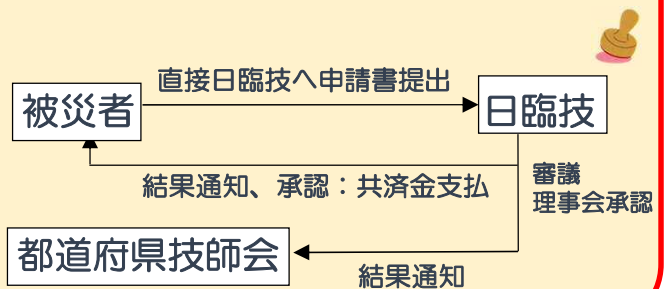 直接日臨技へ申請書提出
被災者
日臨技
結果通知、承認：共済金支払
審議
理事会承認
都道府県技師会
結果通知